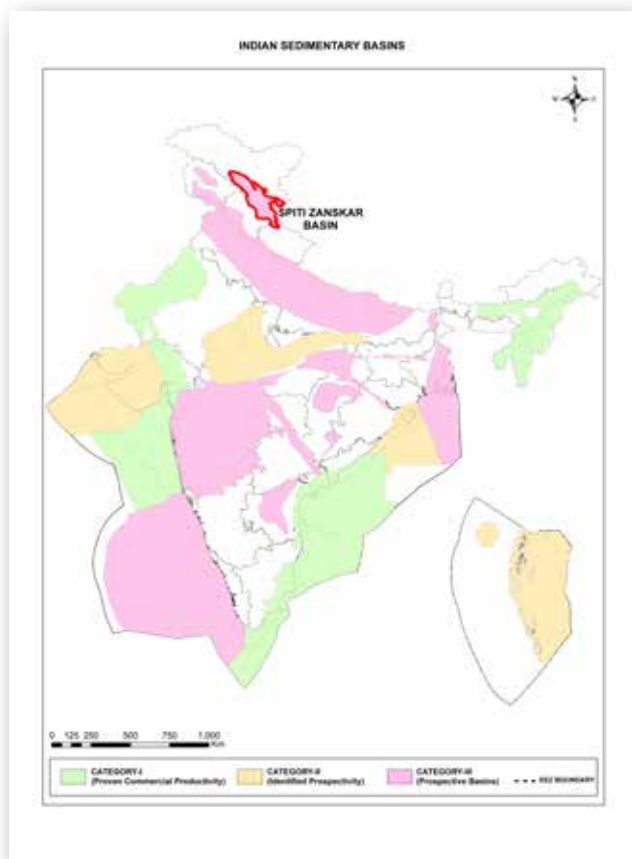 INDIAN SEDIMENTARY BASINS
N
W E
S
SPITI ZANSKAR
BASIN
0 125 250 500 750 1,000
Km
CATEGORY-I
(Proven Commercial Productivity)
CATEGORY-II
(Identified Prospectivity)
CATEGORY-III
(Prospective Basins)
EEZ BOUNDARY